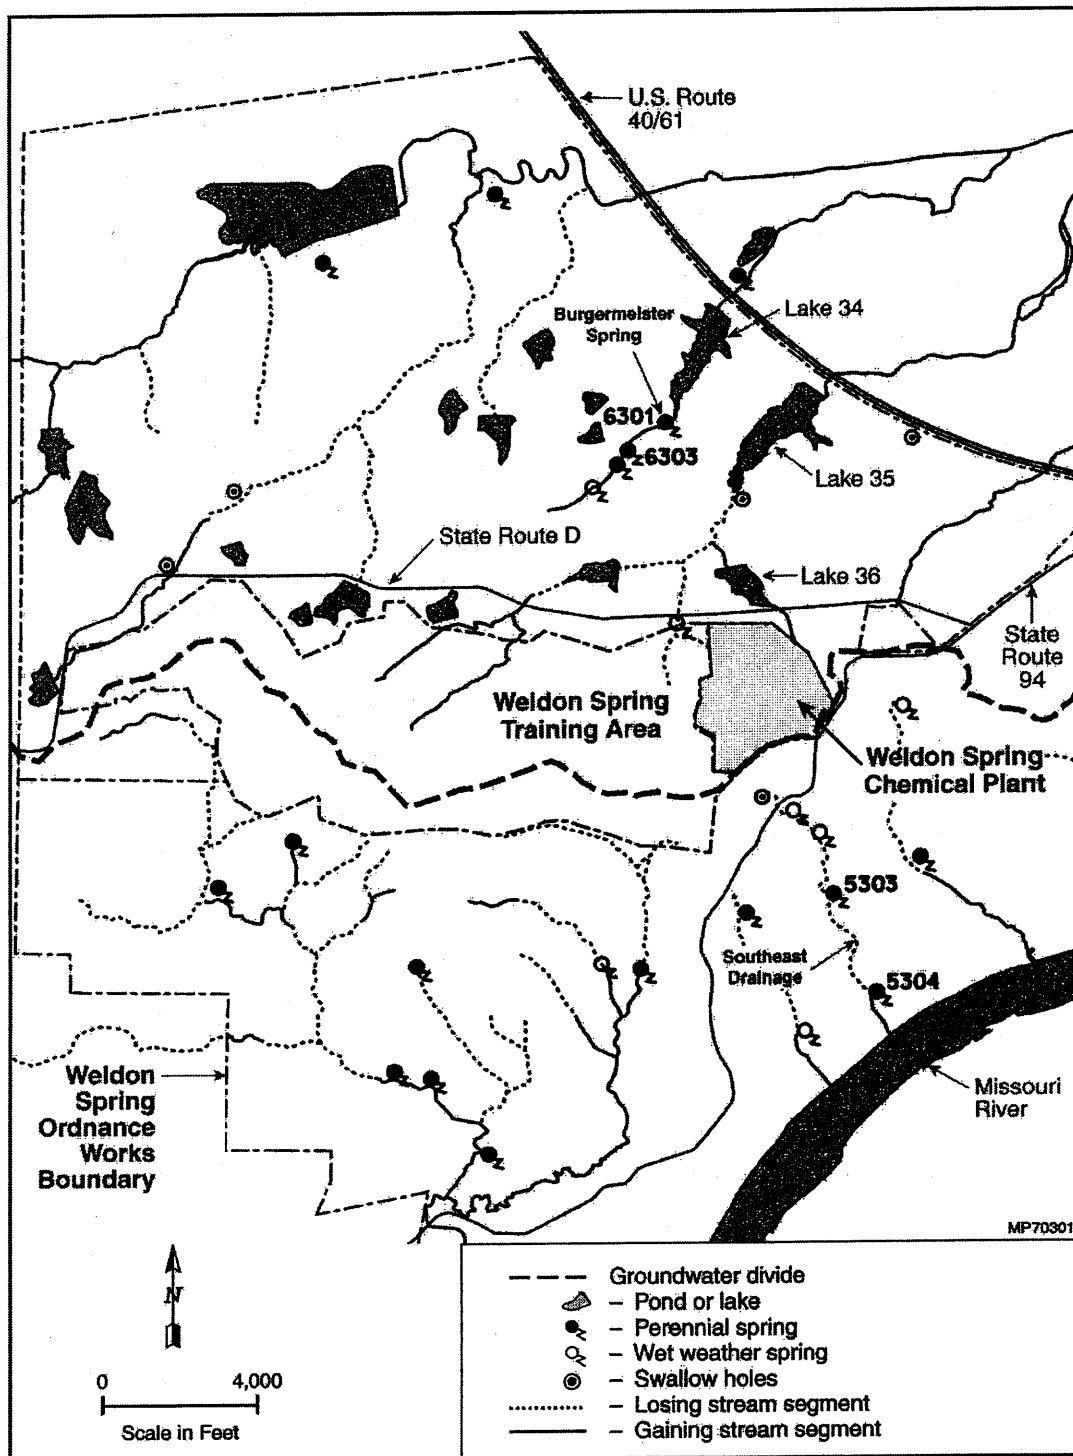 U.S. Route
40/61
Lake 34
Burgermeister
Spring
6301
6303
Lake 35
State Route D
Lake 36
State
Route
94
Weldon Spring
Training Area
Weldon Spring
Chemical Plant
5303
Southeast
Drainage
5304
Weldon
Spring
Ordnance
Works
Boundary
Missouri
River
MP70301
N
0 4,000
Scale in Feet
Groundwater divide
– Pond or lake
– Perennial spring
– Wet weather spring
– Swallow holes
– Losing stream segment
– Gaining stream segment